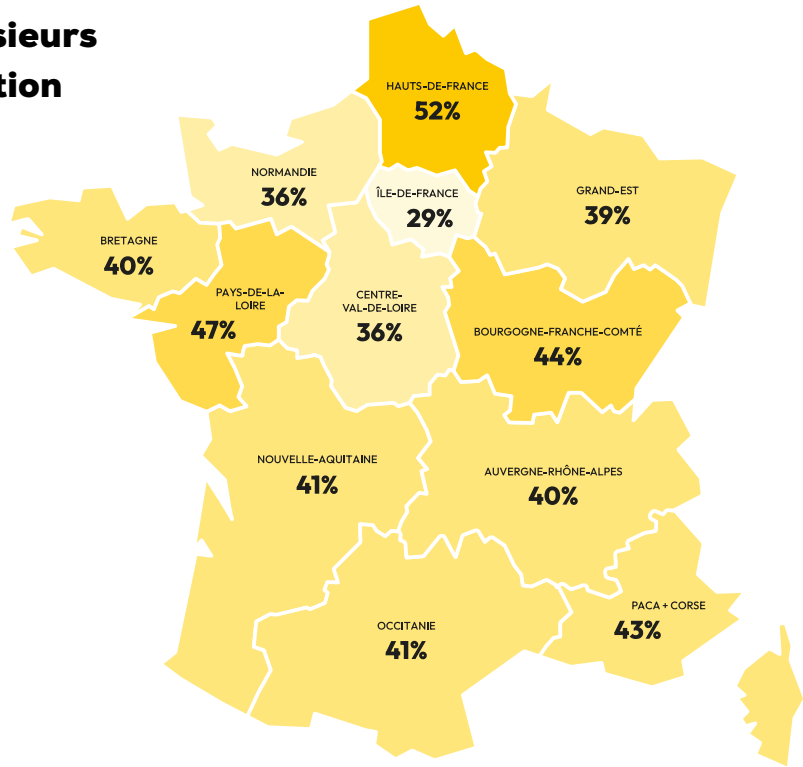 sieurs
tion
HAUTS-DE-FRANCE
52%
NORMANDIE
36%
ÎLE-DE-FRANCE
29%
GRAND-EST
39%
BRETAGNE
40%
PAYS-DE-LA-
LOIRE
47%
CENTRE-
VAL-DE-LOIRE
36%
BOURGOGNE-FRANCHE-COMTÉ
44%
NOUVELLE-AQUITAINE
41%
AUVERGNE-RHÔNE-ALPES
40%
PACA + CORSE
43%
OCCITANIE
41%